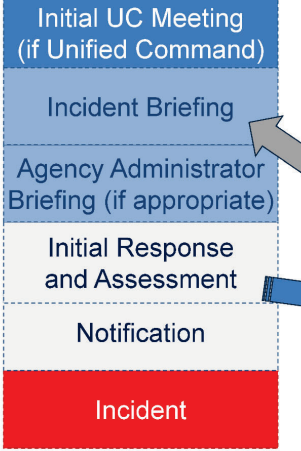 Initial UC Meeting
(if Unified Command)
Incident Briefing
Agency Administrator
Briefing (if appropriate)
Initial Response
and Assessment
Notification
Incident